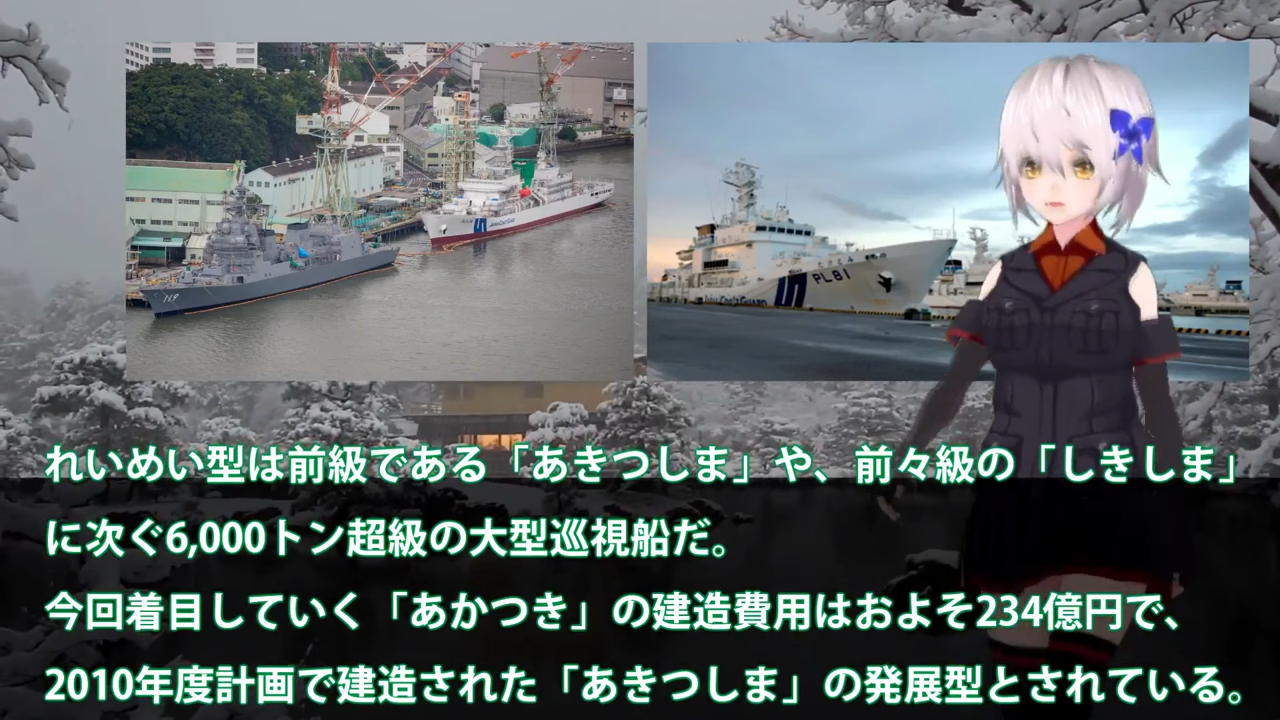 119
PL81
Japan Coast Guard
れいめい型は前級である「あきつしま」や、前々級の「しきしま」
に次ぐ6,000トン超級の大型巡視船だ。
今回着目していく「あかつき」の建造費用はおよそ234億円で、
2010年度計画で建造された「あきつしま」の発展型とされている。